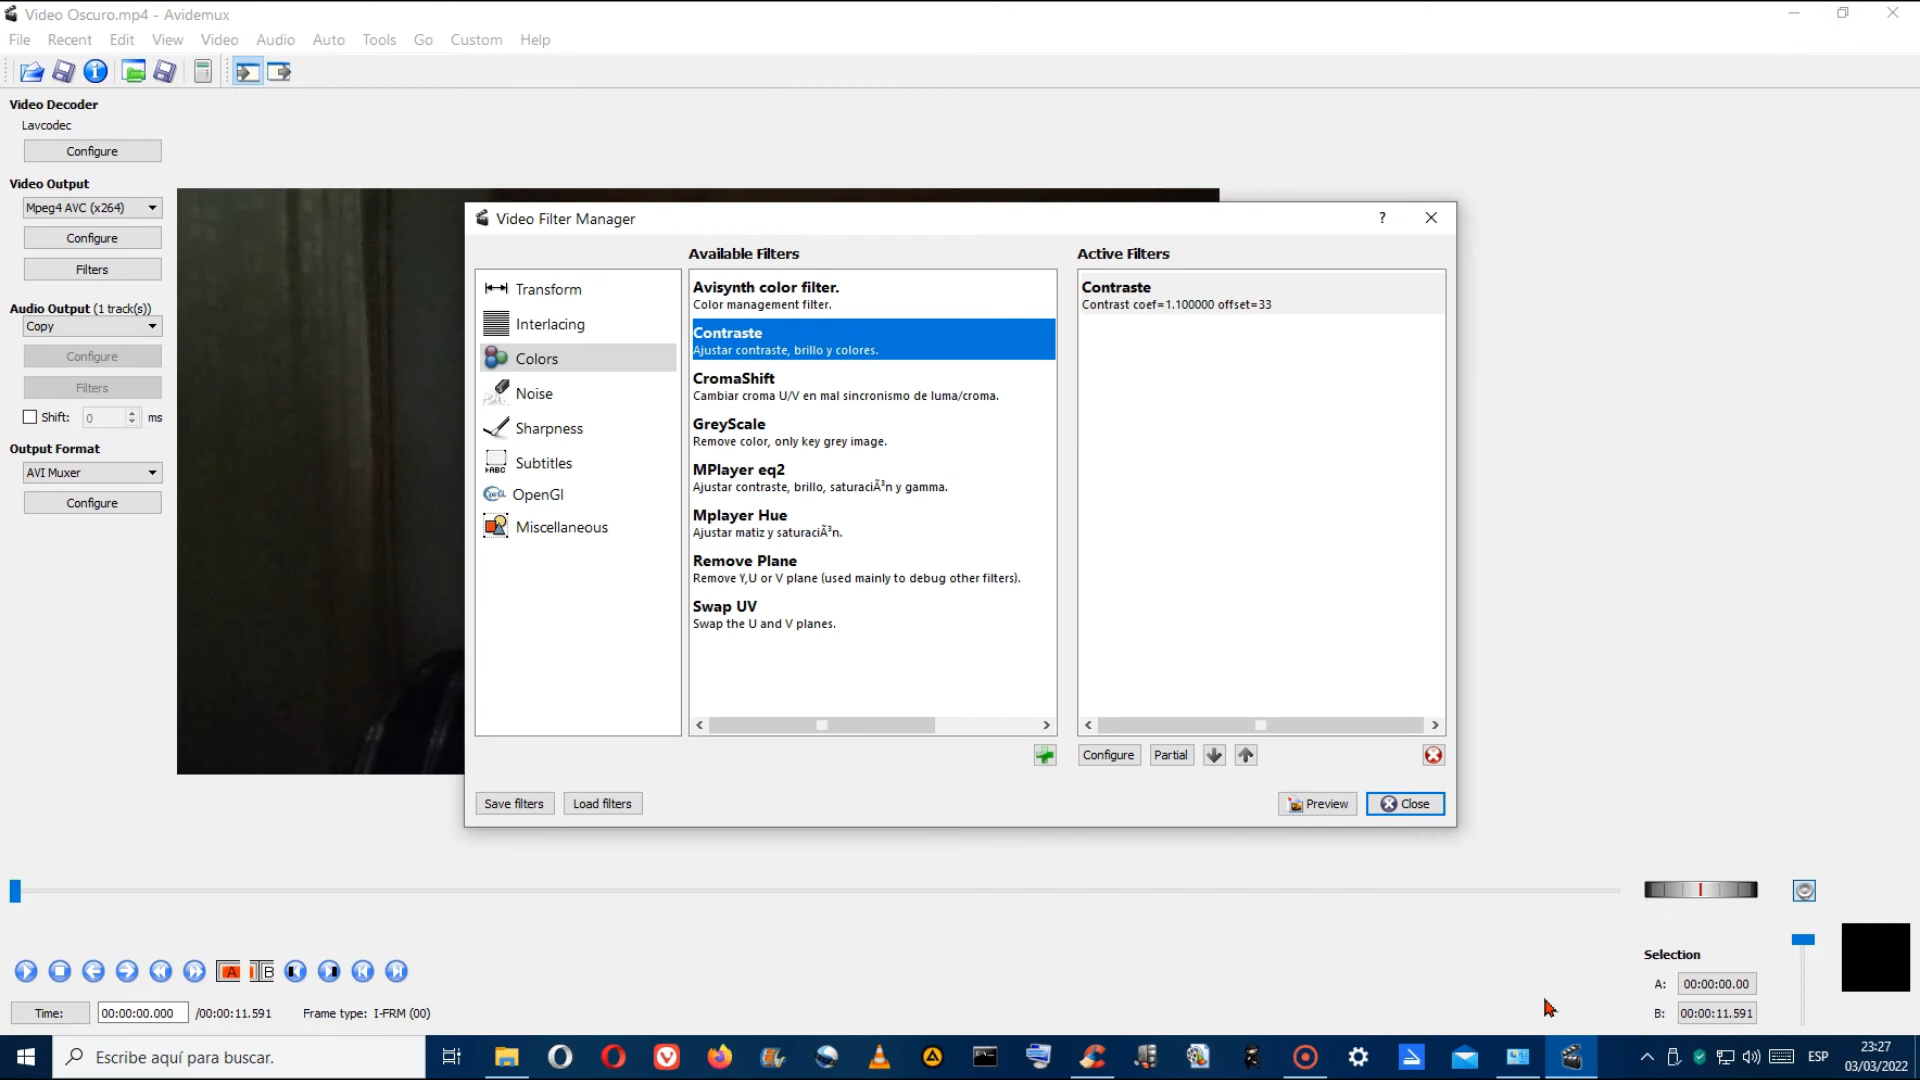 Video Oscuro.mp4 - Avidemux
File Recent Edit View Video Audio Auto Tools Go Custom Help
Video Decoder
Lavcodec
Configure
Video Output
Mpeg4 AVC (x264)
Configure
Filters
Audio Output (1 track(s))
Copy
Configure
Filters
Shift: 0 ms
Output Format
AVI Muxer
Configure
Video Filter Manager
?
Transform
Interlacing
Colors
Noise
Sharpness
ABC Subtitles
OpenGl
Miscellaneous
Available Filters
Avisynth color filter.
Color management filter.
Contraste
Ajustar contraste, brillo y colores.
CromaShift
Cambiar croma U/V en mal sincronismo de luma/croma.
GreyScale
Remove color, only key grey image.
MPlayer eq2
Ajustar contraste, brillo, saturaciÃ³n y gamma.
Mplayer Hue
Ajustar matiz y saturaciÃ³n.
Remove Plane
Remove Y,U or V plane (used mainly to debug other filters).
Swap UV
Swap the U and V planes.
Active Filters
Contraste
Contrast coef=1.100000 offset=33
Configure Partial
Save filters Load filters
Preview Close
A B
Time: 00:00:00.000 /00:00:11.591 Frame type: I-FRM (00)
Selection
A: 00:00:00.00
B: 00:00:11.591
Escribe aquí para buscar.
ESP
23:27
03/03/2022